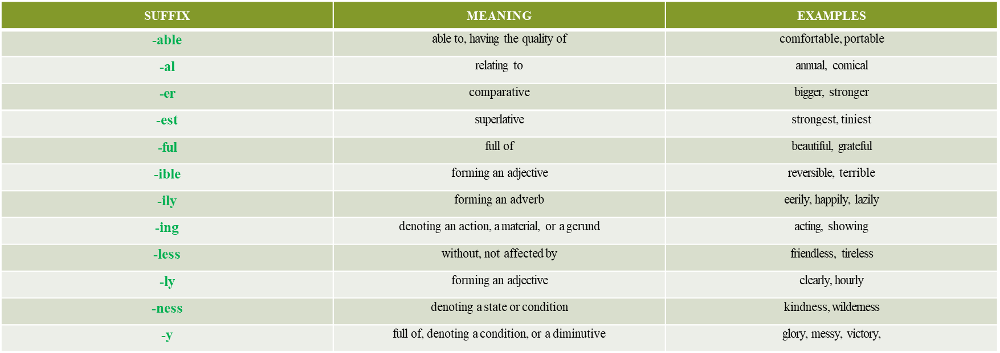 SUFFIX MEANING EXAMPLES
-able able to, having the quality of comfortable, portable
-al relating to annual, comical
-er comparative bigger, stronger
-est superlative strongest, tiniest
-ful full of beautiful, grateful
-ible forming an adjective reversible, terrible
-ily forming an adverb eerily, happily, lazily
-ing denoting an action, a material, or a gerund acting, showing
-less without, not affected by friendless, tireless
-ly forming an adjective clearly, hourly
-ness denoting a state or condition kindness, wilderness
-y full of, denoting a condition, or a diminutive glory, messy, victory,